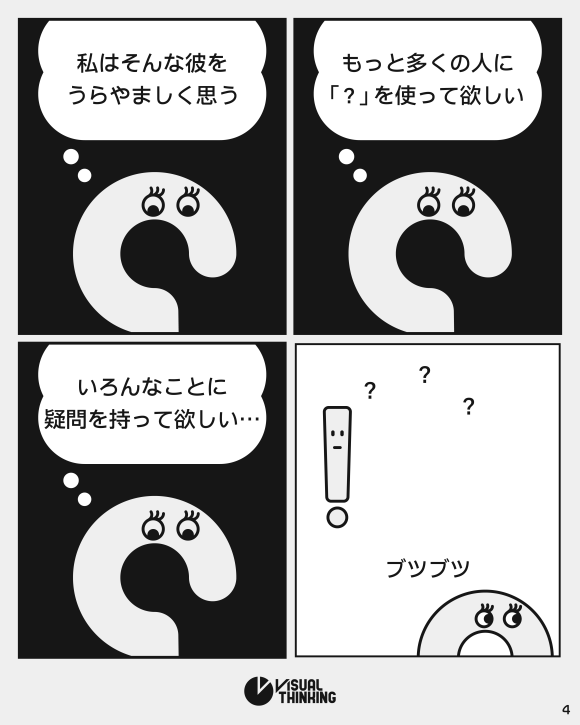 私はそんな彼を
うらやましく思う
もっと多くの人に
「？」を使って欲しい
いろんなことに
疑問を持って欲しい…
?
?
?
ブツブツ
VISUAL
THINKING
4